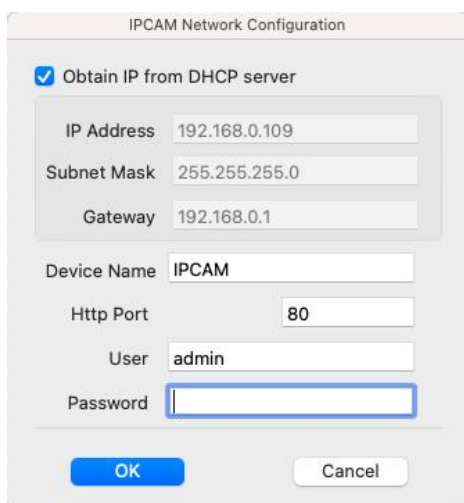 IPCAM Network Configuration
Obtain IP from DHCP server
IP Address 192.168.0.109
Subnet Mask 255.255.255.0
Gateway 192.168.0.1
Device Name IPCAM
Http Port 80
User admin
Password
OK Cancel